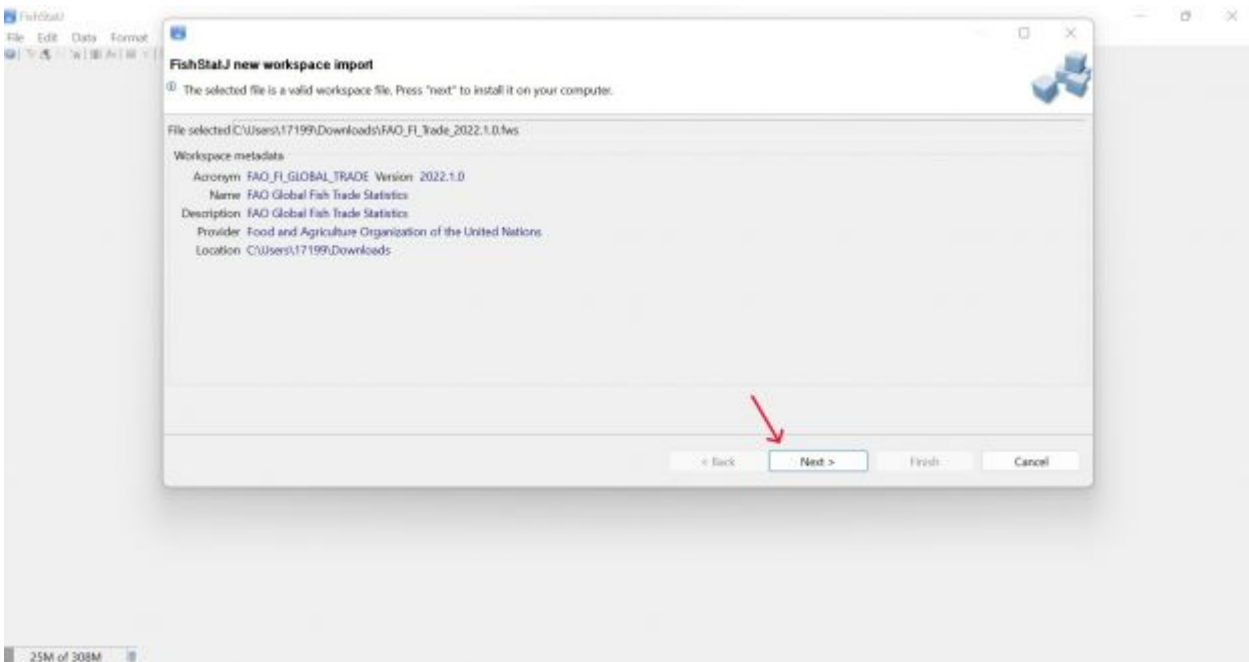 FishStatJ
File Edit Data Format
FishStatJ new workspace import
The selected file is a valid workspace file. Press "next" to install it on your computer.
File selected C:\Users\17199\Downloads\FAO_FI_Trade_2022.1.0.fws
Workspace metadata
Acronym FAO_FI_GLOBAL_TRADE Version 2022.1.0
Name FAO Global Fish Trade Statistics
Description FAO Global Fish Trade Statistics
Provider Food and Agriculture Organization of the United Nations
Location C:\Users\17199\Downloads
< Back Next > Finish Cancel
25M of 308M